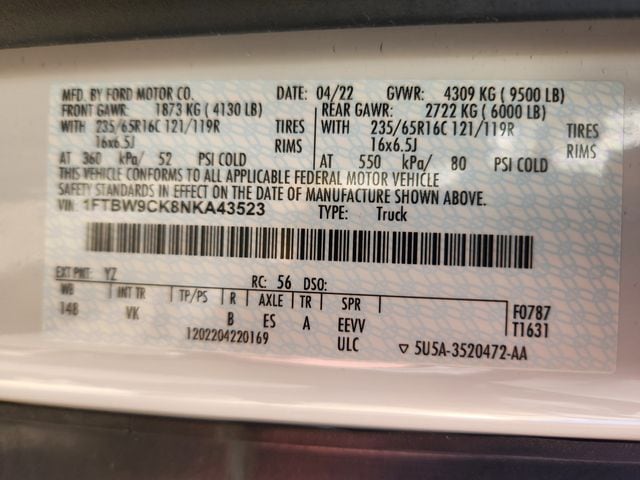 MFD. BY FORD MOTOR CO. DATE: 04/22 GVWR: 4309 KG ( 9500 LB)
FRONT GAWR: 1873 KG ( 4130 LB) REAR GAWR: 2722 KG ( 6000 LB)
WITH 235/65R16C 121/119R TIRES WITH 235/65R16C 121/119R TIRES
16x6.5J RIMS 16x6.5J RIMS
AT 360 kPa/ 52 PSI COLD AT 550 kPa/ 80 PSI COLD
THIS VEHICLE CONFORMS TO ALL APPLICABLE FEDERAL MOTOR VEHICLE
SAFETY STANDARDS IN EFFECT ON THE DATE OF MANUFACTURE SHOWN ABOVE.
VIN: 1FTBW9CK8NKA43523 TYPE: Truck
EXT PNT: YZ RC: 56 DSO:
WB INT TR TP/PS R AXLE TR SPR F0787
148 VK B ES A EEVV T1631
1202204220169 ULC ▽ 5U5A-3520472-AA